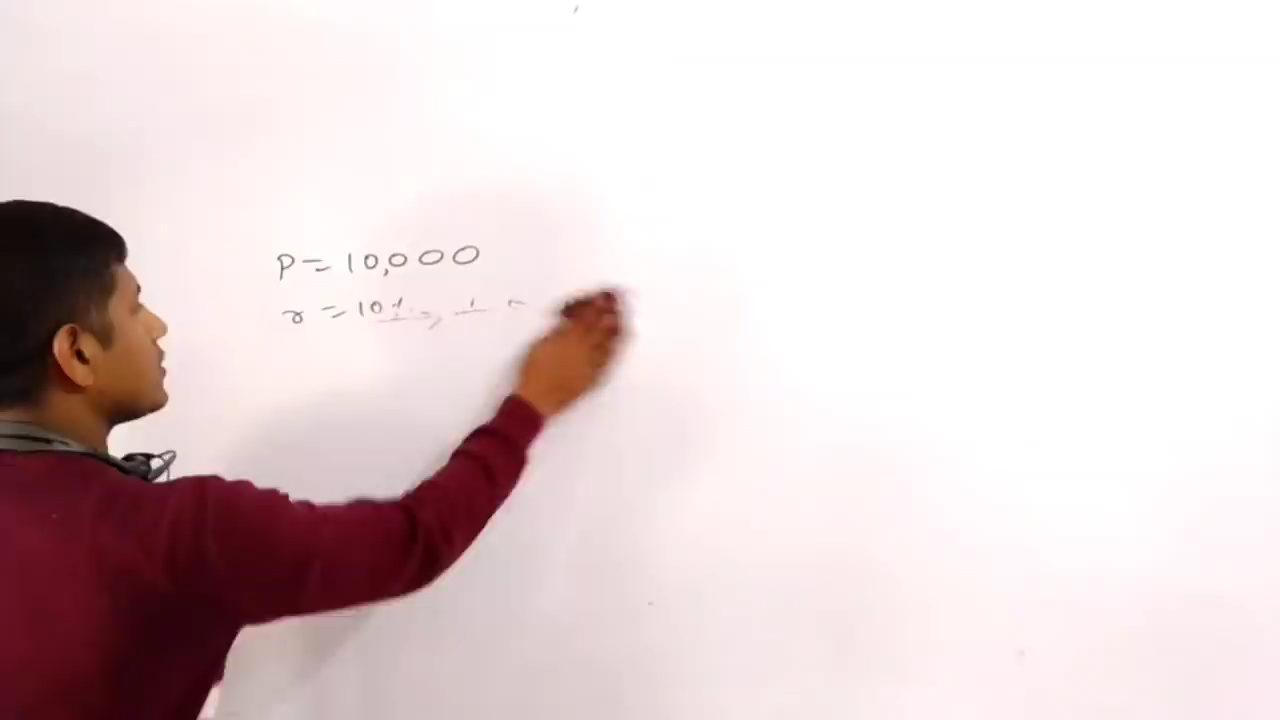 P = 10,000
r = 10%